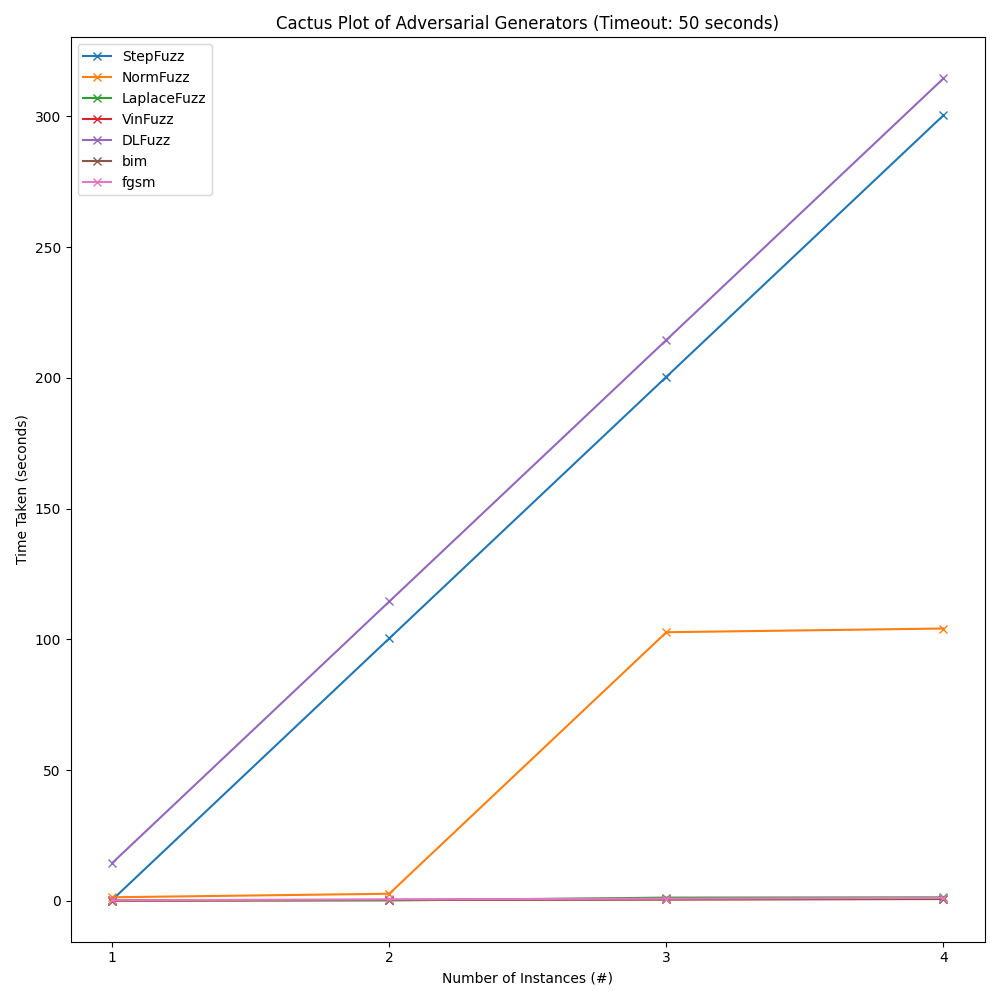 Cactus Plot of Adversarial Generators (Timeout: 50 seconds)
StepFuzz
NormFuzz
LaplaceFuzz
VinFuzz
DLFuzz
bim
fgsm
300
250
200
150
100
50
0
Time Taken (seconds)
1
2
3
4
Number of Instances (#)